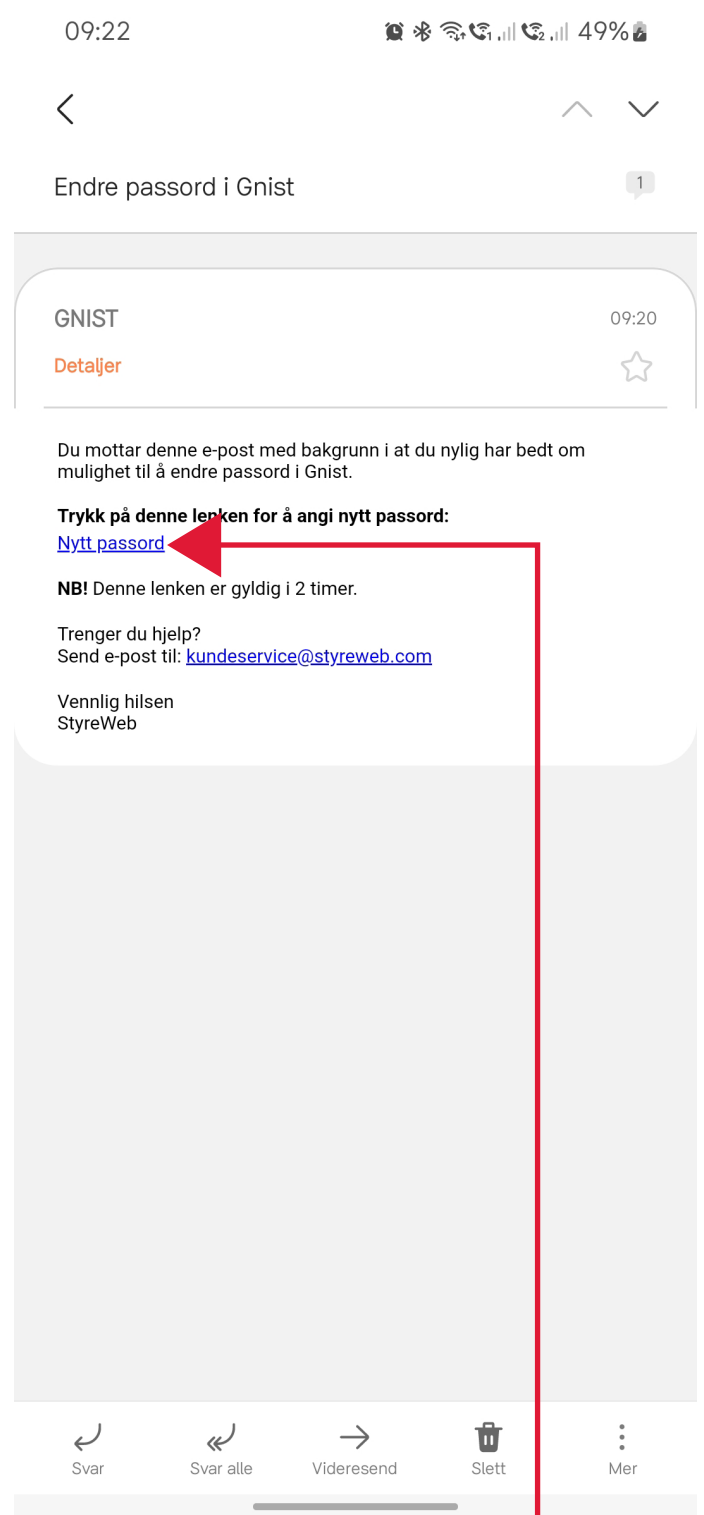 09:22
1 2 49%
Endre passord i Gnist
1
GNIST
09:20
Detaljer
Du mottar denne e-post med bakgrunn i at du nylig har bedt om
mulighet til å endre passord i Gnist.
Trykk på denne lenken for å angi nytt passord:
Nytt passord
NB! Denne lenken er gyldig i 2 timer.
Trenger du hjelp?
Send e-post til: kundeservice@styreweb.com
Vennlig hilsen
StyreWeb
Svar Svar alle Videresend Slett Mer